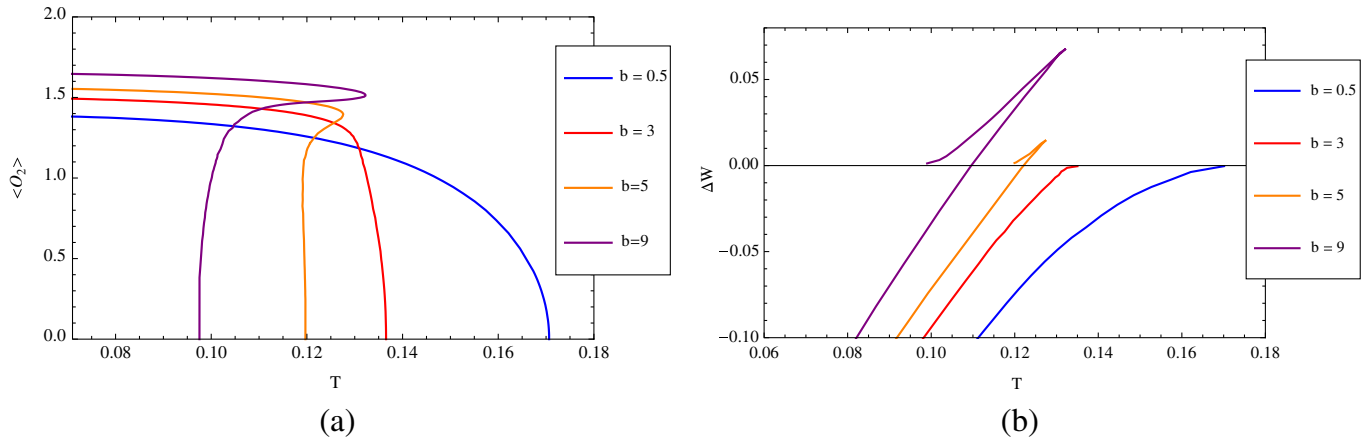 2.0
1.5
1.0
0.5
0.0
<O₂>
0.08 0.10 0.12 0.14 0.16 0.18
T
b = 0.5
b = 3
b=5
b=9
(a)
0.05
0.00
−0.05
−0.10
ΔW
0.06 0.08 0.10 0.12 0.14 0.16 0.18
T
b = 0.5
b = 3
b = 5
b = 9
(b)